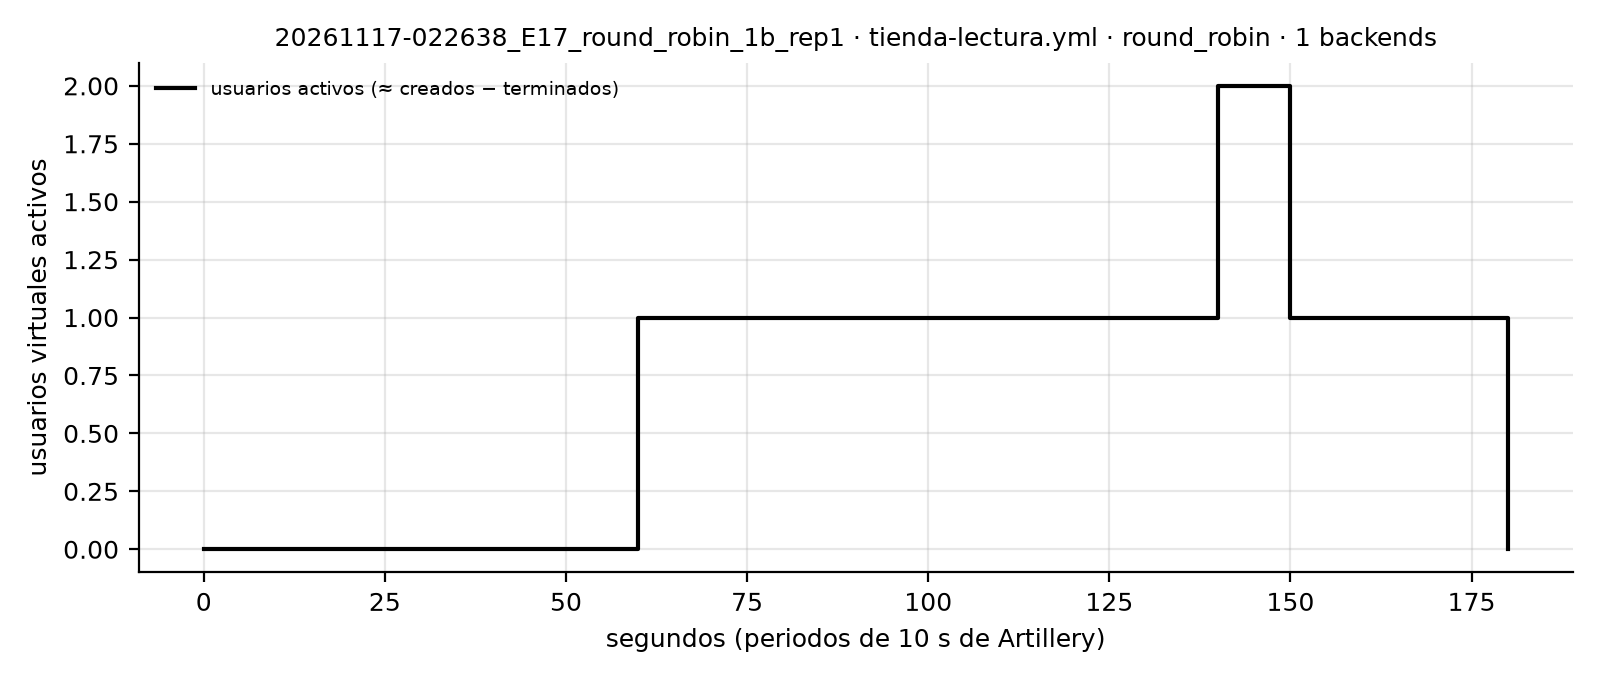 20261117-022638_E17_round_robin_1b_rep1 · tienda-lectura.yml · round_robin · 1 backends
usuarios activos (≈ creados − terminados)
usuarios virtuales activos
2.00
1.75
1.50
1.25
1.00
0.75
0.50
0.25
0.00
0 25 50 75 100 125 150 175
segundos (periodos de 10 s de Artillery)